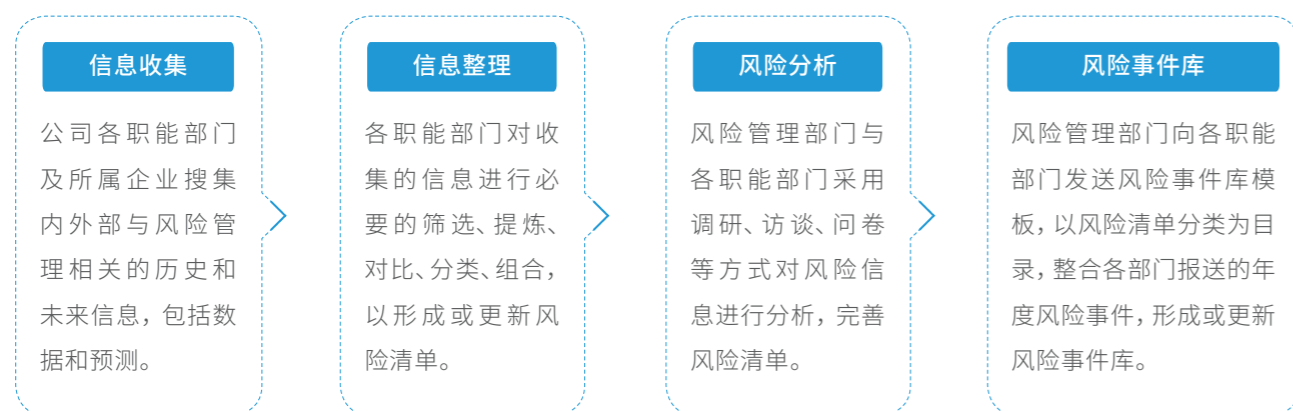 信息收集
公司各职能部门
及所属企业搜集
内外部与风险管
理相关的历史和
未来信息，包括数
据和预测。
信息整理
各职能部门对收
集的信息进行必
要的筛选、提炼、
对比、分类、组合，
以形成或更新风
险清单。
风险分析
风险管理部门与
各职能部门采用
调研、访谈、问卷
等方式对风险信
息进行分析，完善
风险清单。
风险事件库
风险管理部门向各职能
部门发送风险事件库模
板，以风险清单分类为目
录，整合各部门报送的年
度风险事件，形成或更新
风险事件库。